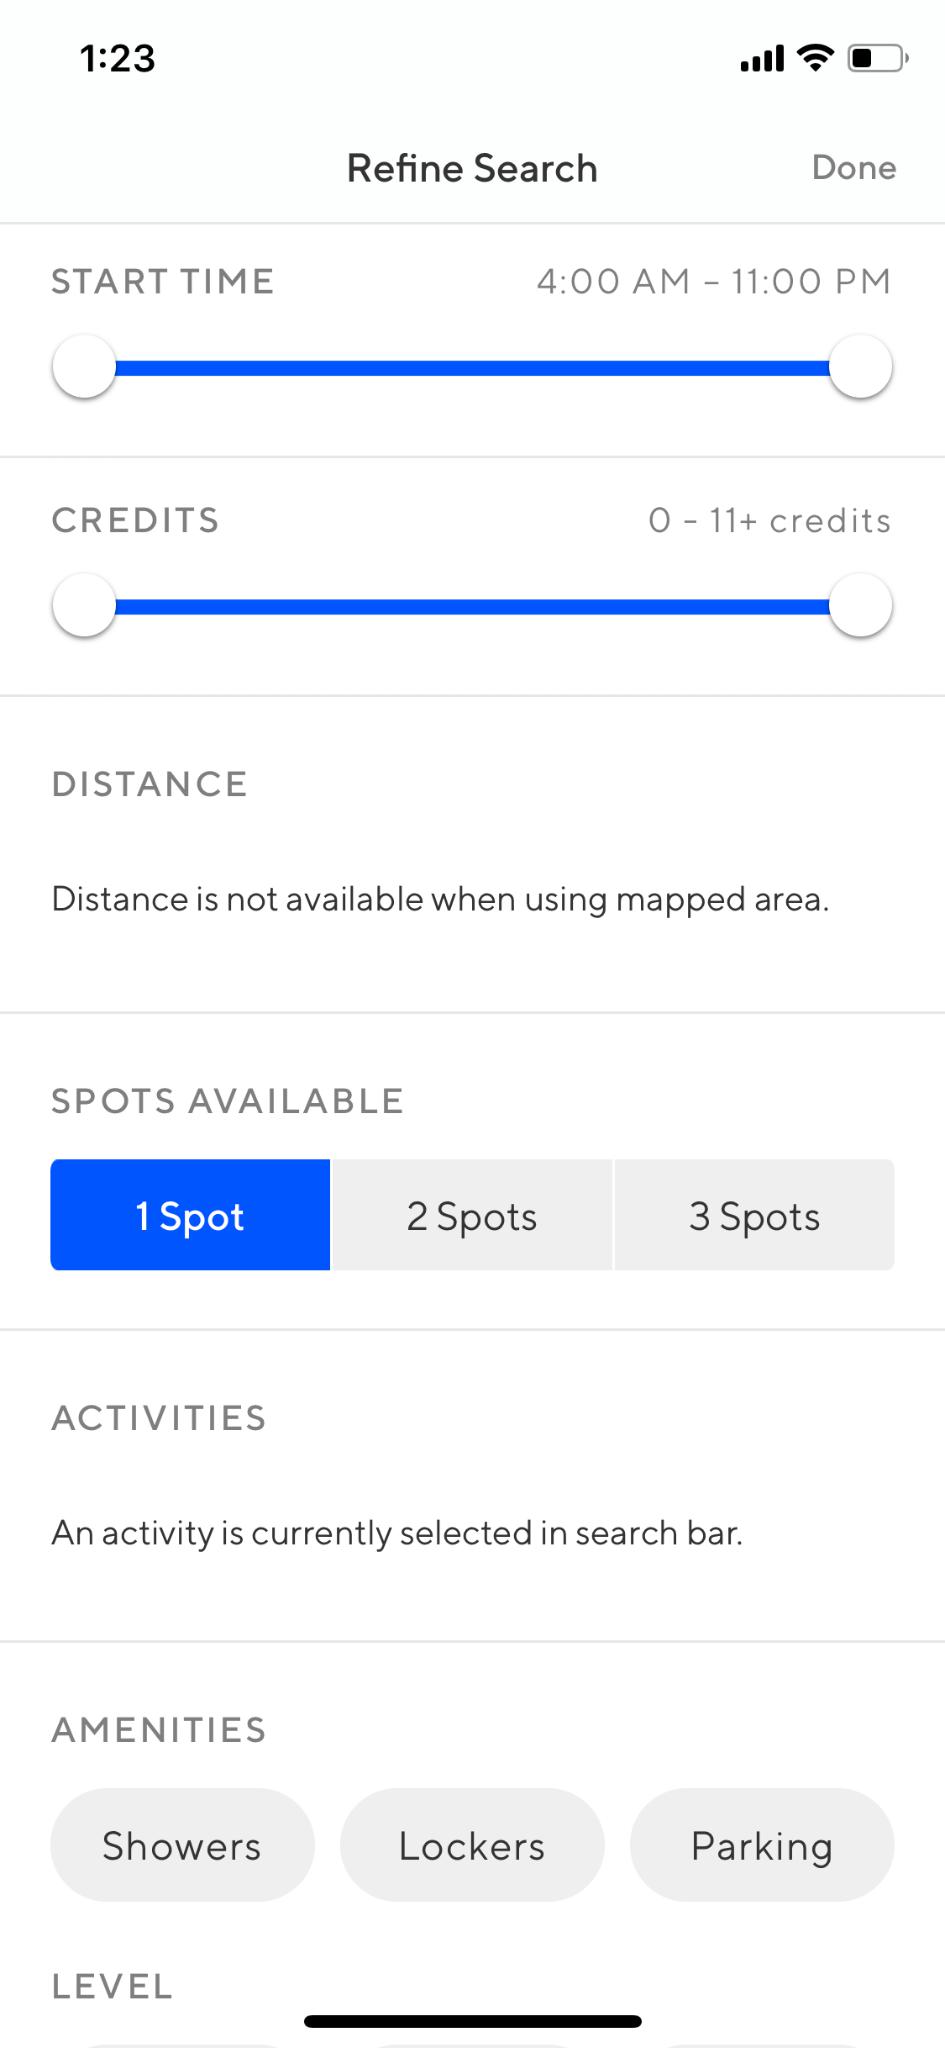 1:23
Refine Search
Done
START TIME
4:00 AM – 11:00 PM
CREDITS
0 - 11+ credits
DISTANCE
Distance is not available when using mapped area.
SPOTS AVAILABLE
1 Spot
2 Spots
3 Spots
ACTIVITIES
An activity is currently selected in search bar.
AMENITIES
Showers
Lockers
Parking
LEVEL